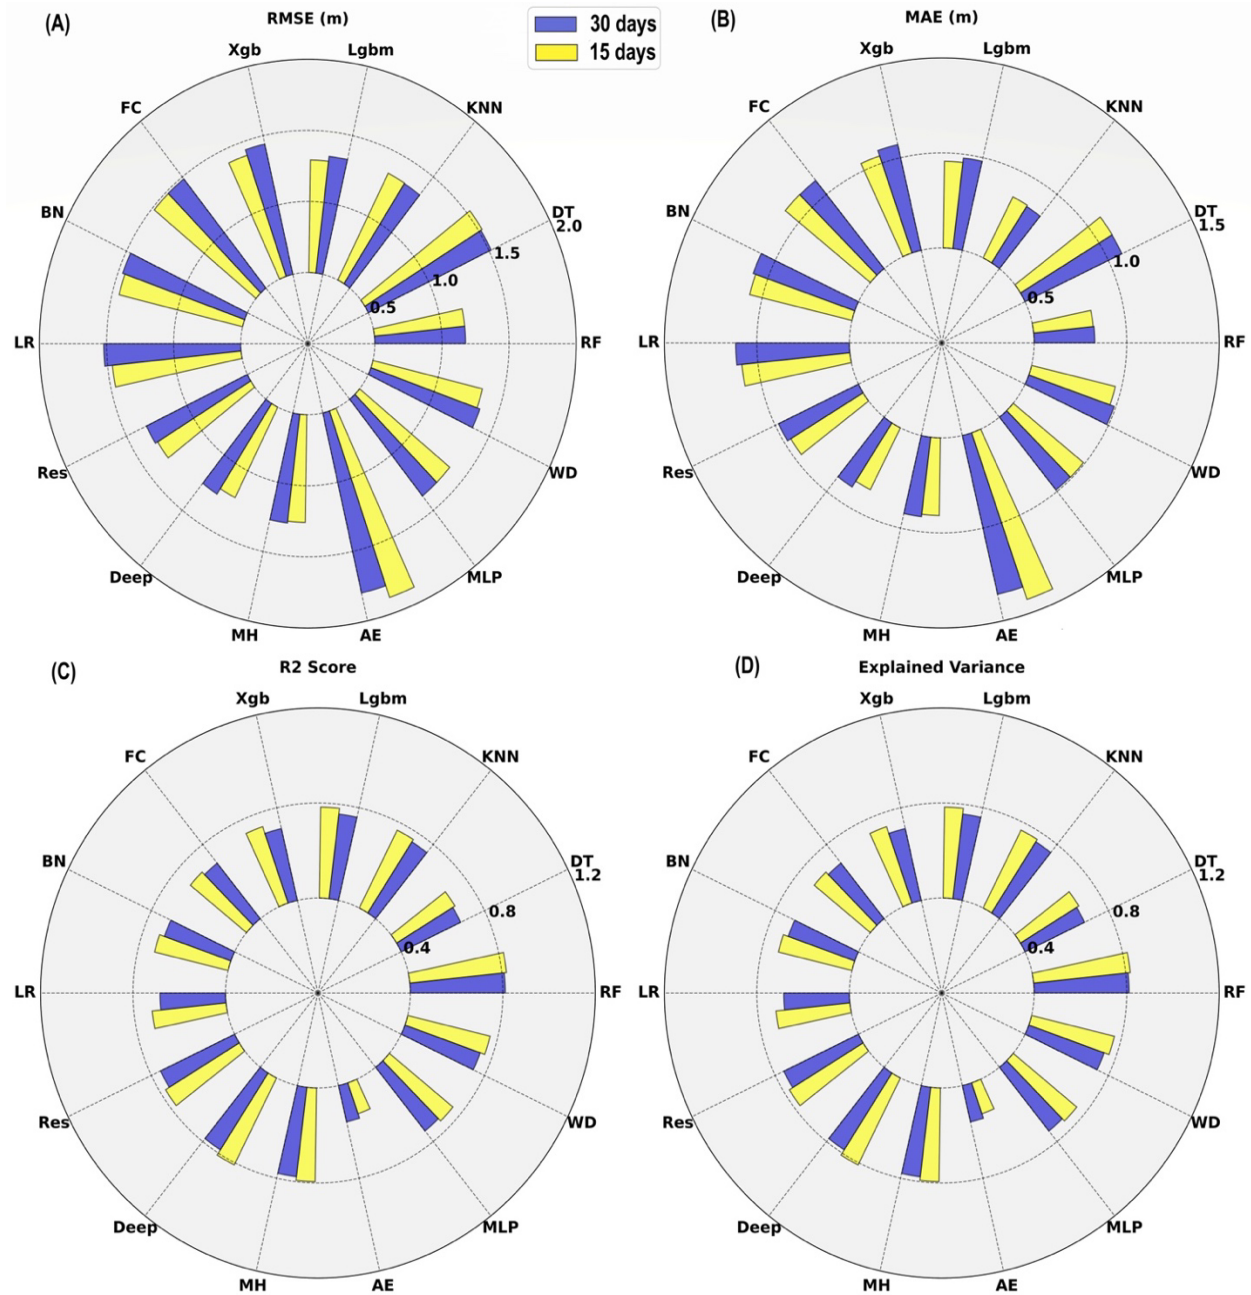 (A)
RMSE (m)
30 days
15 days
(B)
MAE (m)
Xgb
Lgbm
FC
KNN
BN
DT
2.0
1.5
1.0
0.5
LR
RF
Res
WD
Deep
MLP
MH
AE
Xgb
Lgbm
FC
KNN
BN
DT
1.5
1.0
0.5
LR
RF
Res
WD
Deep
MLP
MH
AE
(C)
R2 Score
Xgb
Lgbm
FC
KNN
BN
DT
1.2
0.8
0.4
LR
RF
Res
WD
Deep
MLP
MH
AE
(D)
Explained Variance
Xgb
Lgbm
FC
KNN
BN
DT
1.2
0.8
0.4
LR
RF
Res
WD
Deep
MLP
MH
AE